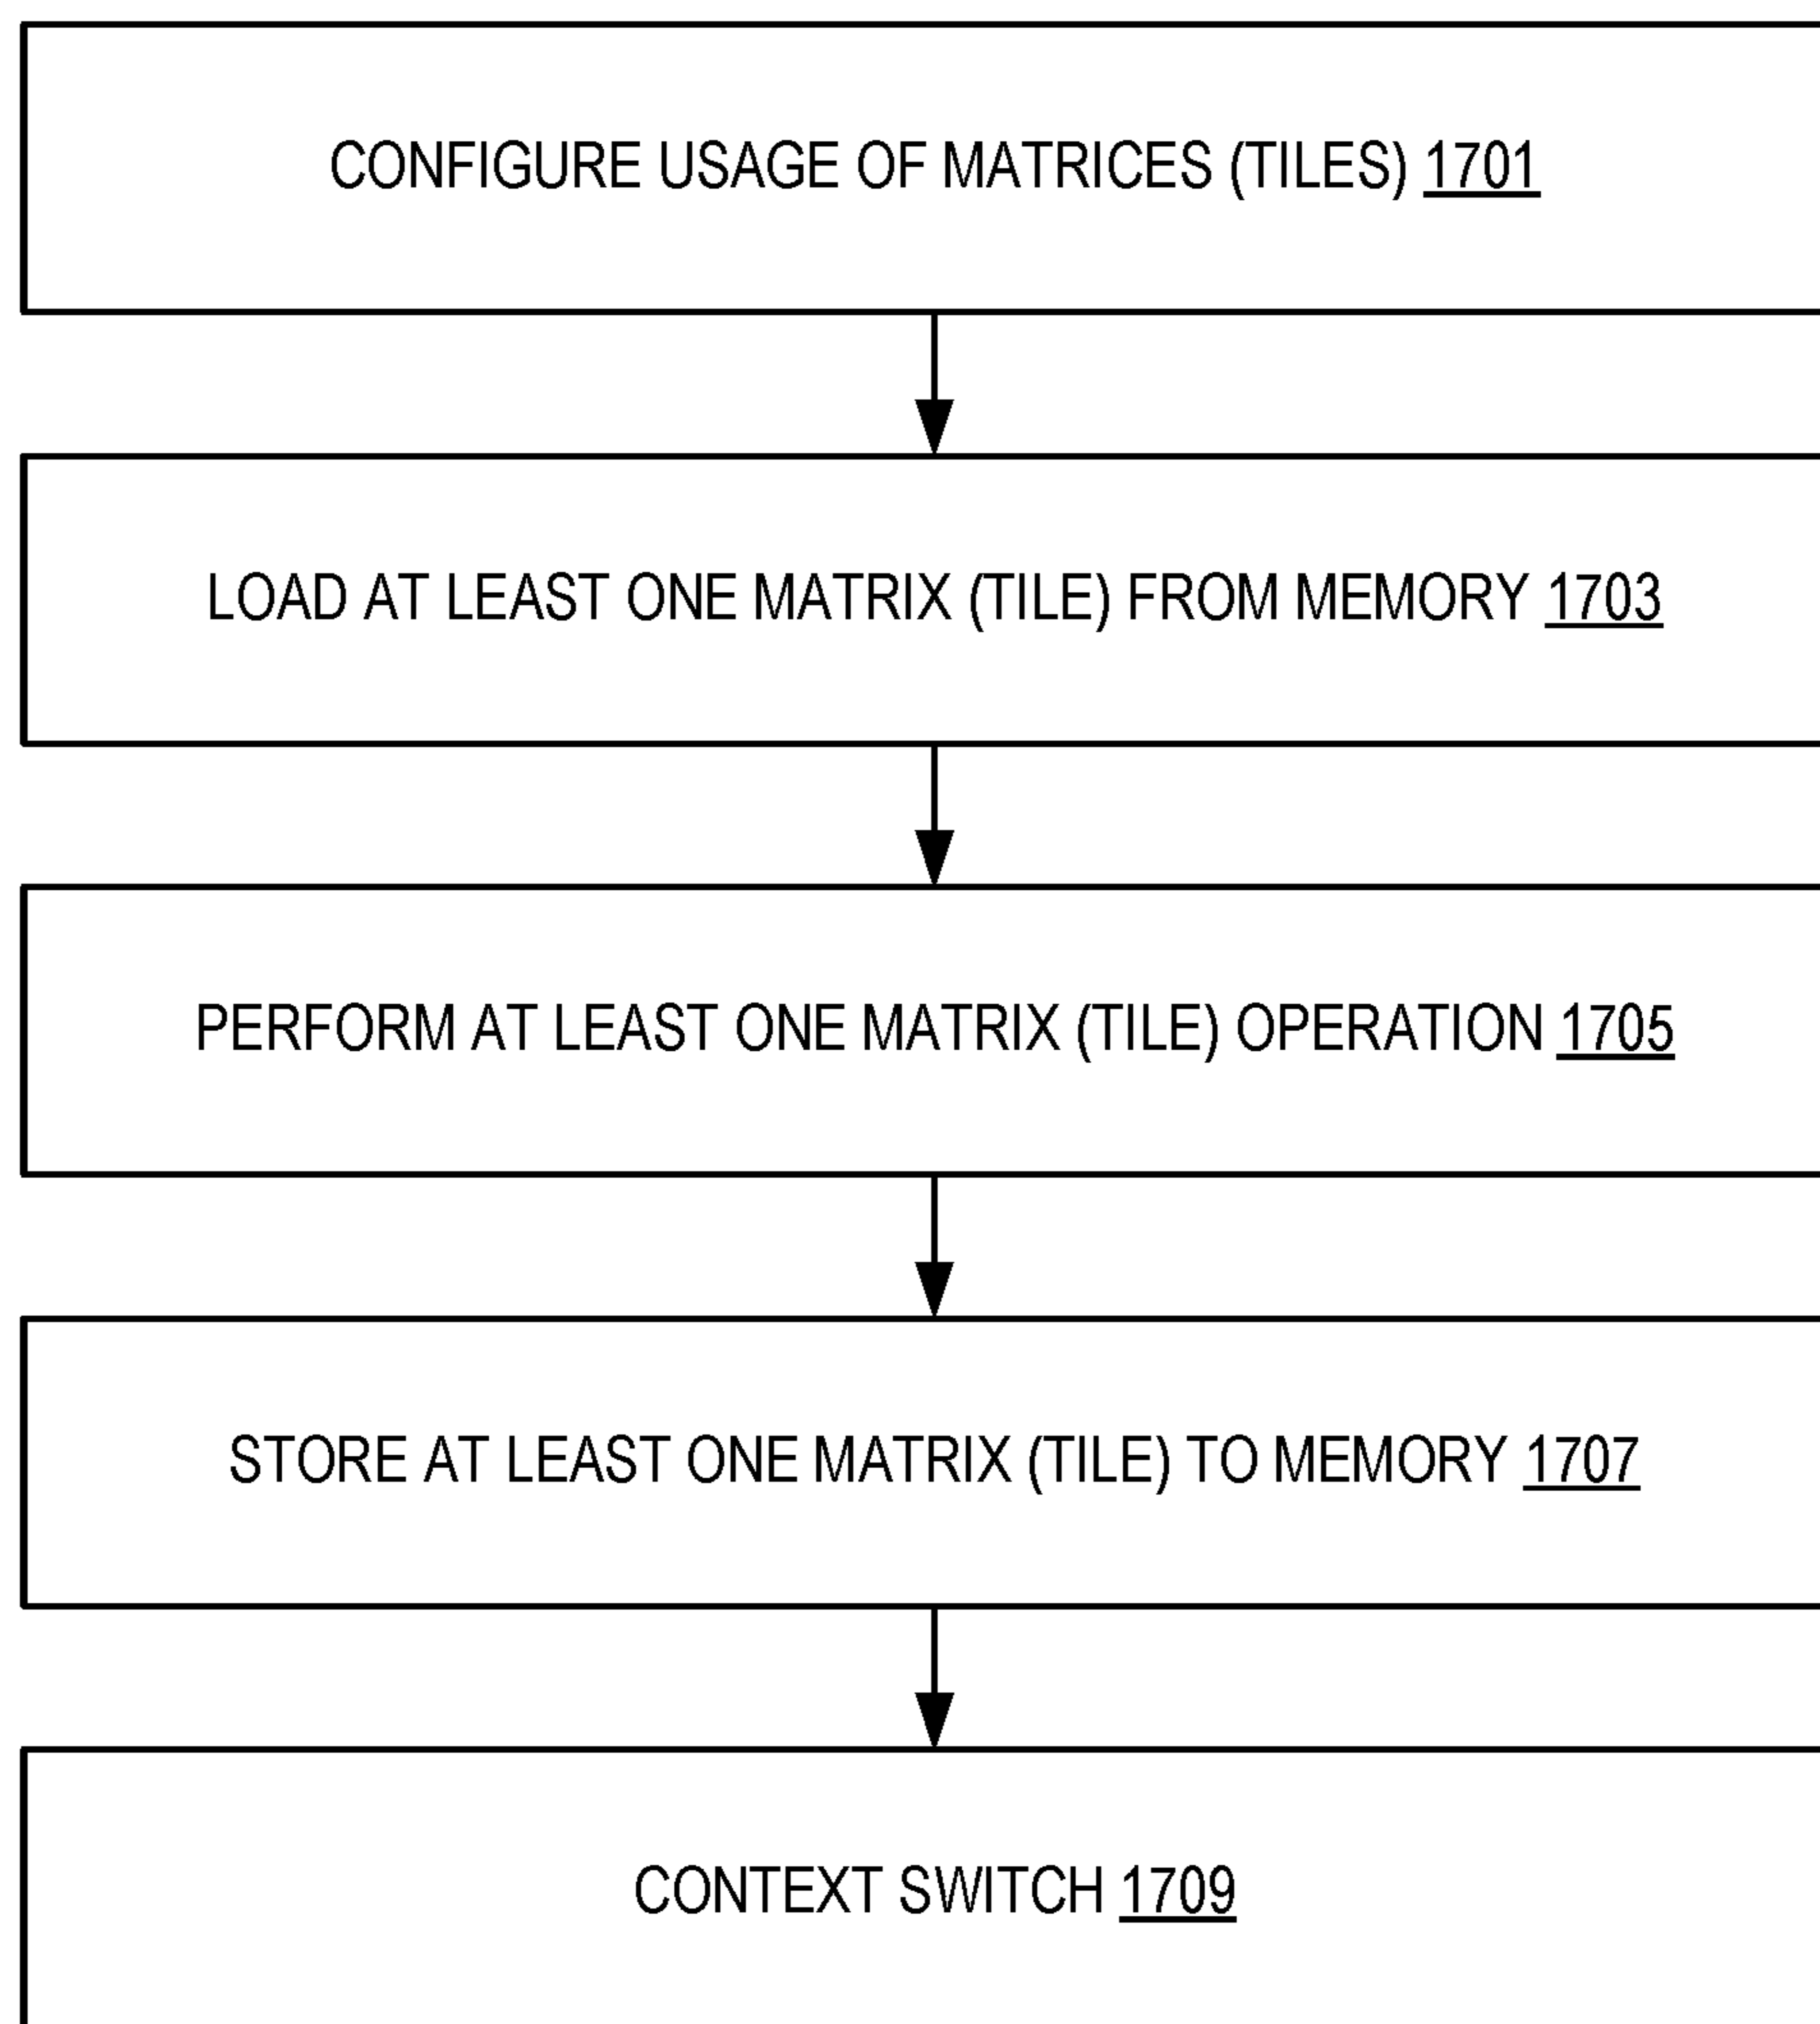 CONFIGURE USAGE OF MATRICES (TILES) 1701
LOAD AT LEAST ONE MATRIX (TILE) FROM MEMORY 1703
PERFORM AT LEAST ONE MATRIX (TILE) OPERATION 1705
STORE AT LEAST ONE MATRIX (TILE) TO MEMORY 1707
CONTEXT SWITCH 1709